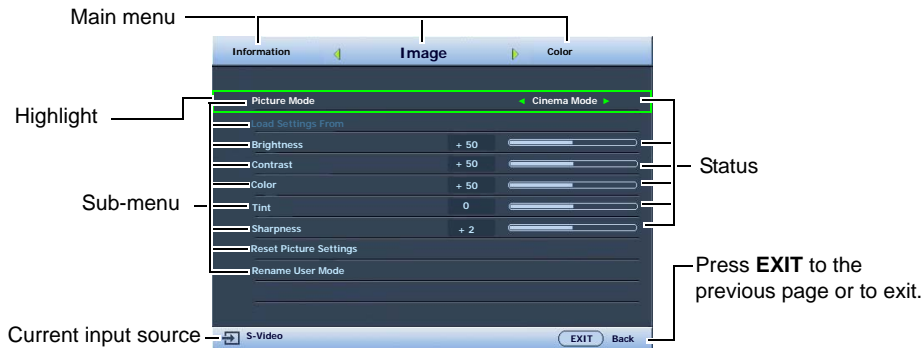 Main menu
Information Image Color
Highlight
Picture Mode Cinema Mode
Load Settings From
Brightness + 50
Contrast + 50
Status
Color + 50
Sub-menu
Tint 0
Sharpness + 2
Reset Picture Settings
Rename User Mode
Press EXIT to the
previous page or to exit.
Current input source
S-Video
EXIT Back